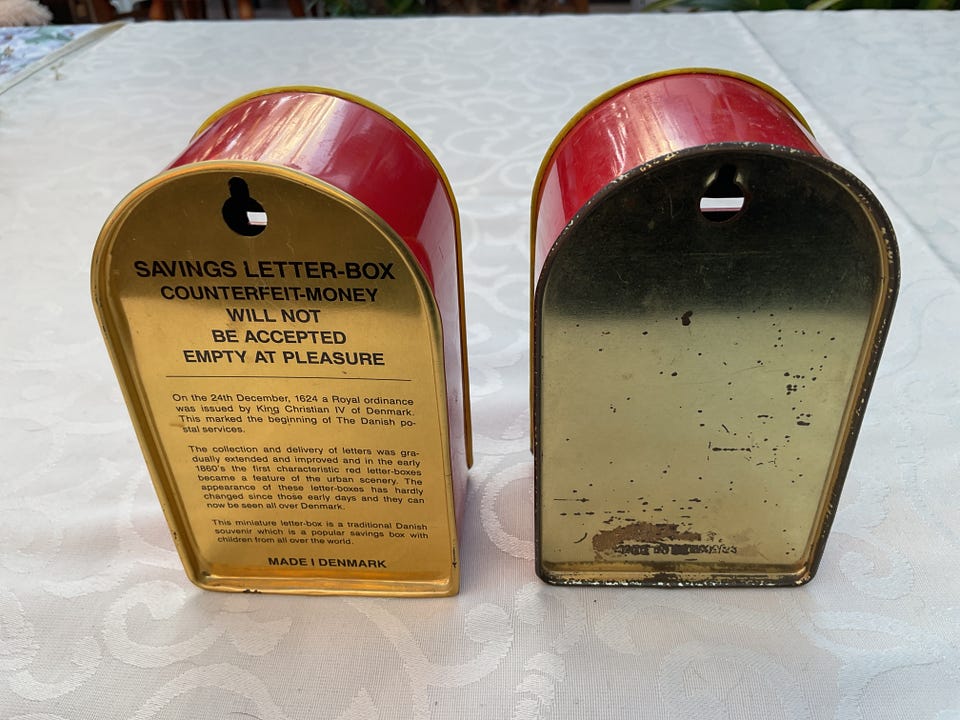 SAVINGS LETTER-BOX
COUNTERFEIT-MONEY
WILL NOT
BE ACCEPTED
EMPTY AT PLEASURE
On the 24th December, 1624 a Royal ordinance
was issued by King Christian IV of Denmark.
This marked the beginning of The Danish po-
stal services.
The collection and delivery of letters was gra-
dually extended and improved and in the early
1860's the first characteristic red letter-boxes
became a feature of the urban scenery. The
appearance of these letter-boxes has hardly
changed since those early days and they can
now be seen all over Denmark.
This miniature letter-box is a traditional Danish
souvenir which is a popular savings box with
children from all over the world.
MADE I DENMARK